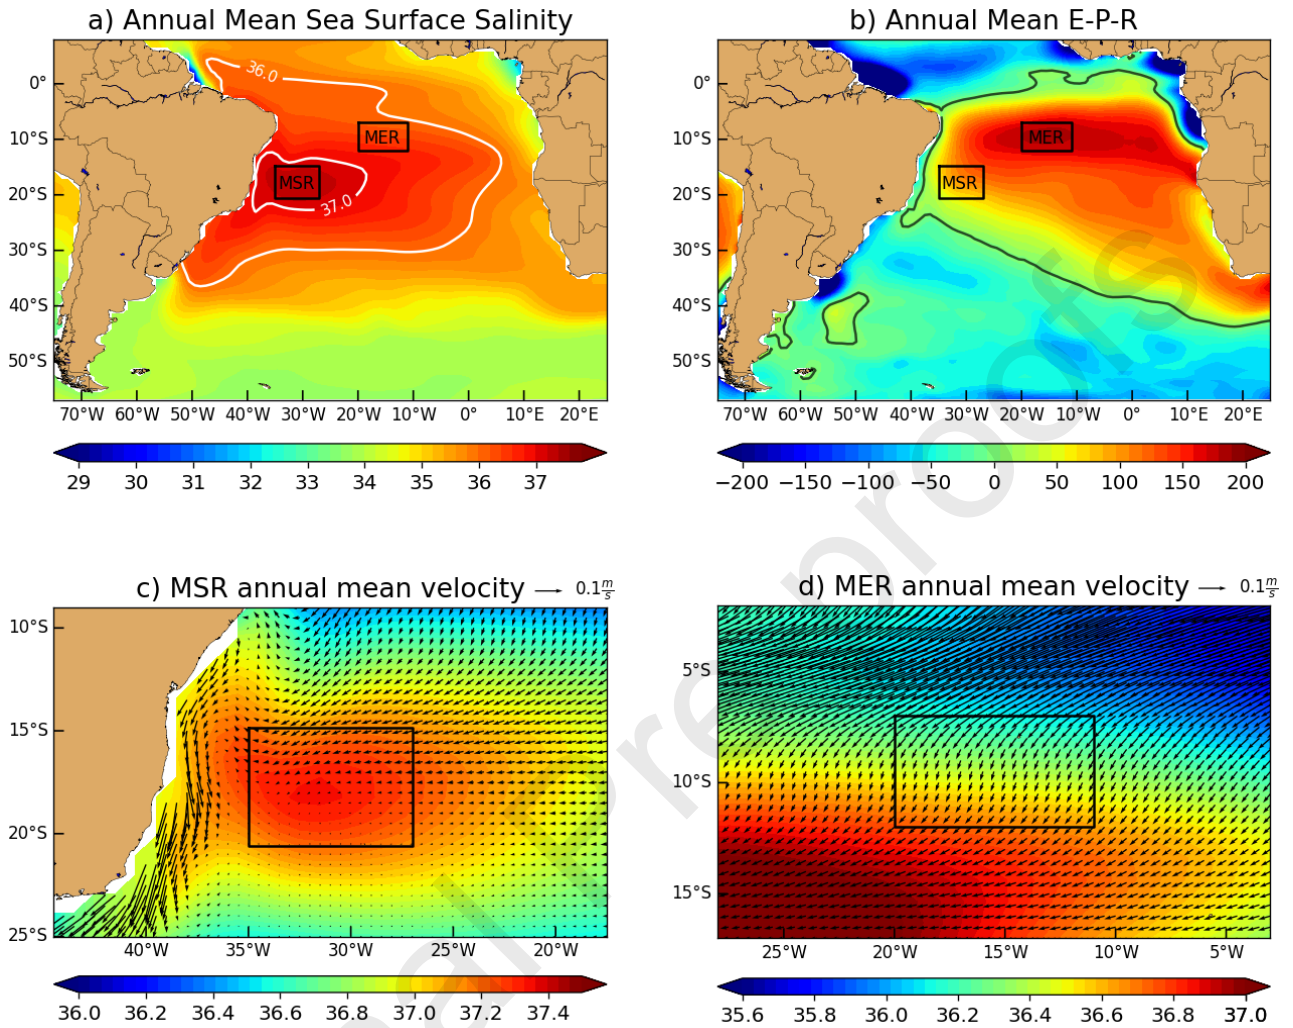 a) Annual Mean Sea Surface Salinity
b) Annual Mean E-P-R
0°
10°S
20°S
30°S
40°S
50°S
36.0
MER
MSR
37.0
70°W 60°W 50°W 40°W 30°W 20°W 10°W 0° 10°E 20°E
29 30 31 32 33 34 35 36 37
0°
10°S
20°S
30°S
40°S
50°S
MER
MSR
70°W 60°W 50°W 40°W 30°W 20°W 10°W 0° 10°E 20°E
−200 −150 −100 −50 0 50 100 150 200
c) MSR annual mean velocity 0.1 m/s
d) MER annual mean velocity 0.1 m/s
10°S
15°S
20°S
25°S
40°W 35°W 30°W 25°W 20°W
36.0 36.2 36.4 36.6 36.8 37.0 37.2 37.4
5°S
10°S
15°S
25°W 20°W 15°W 10°W 5°W
35.6 35.8 36.0 36.2 36.4 36.6 36.8 37.0
al Pre-proofs